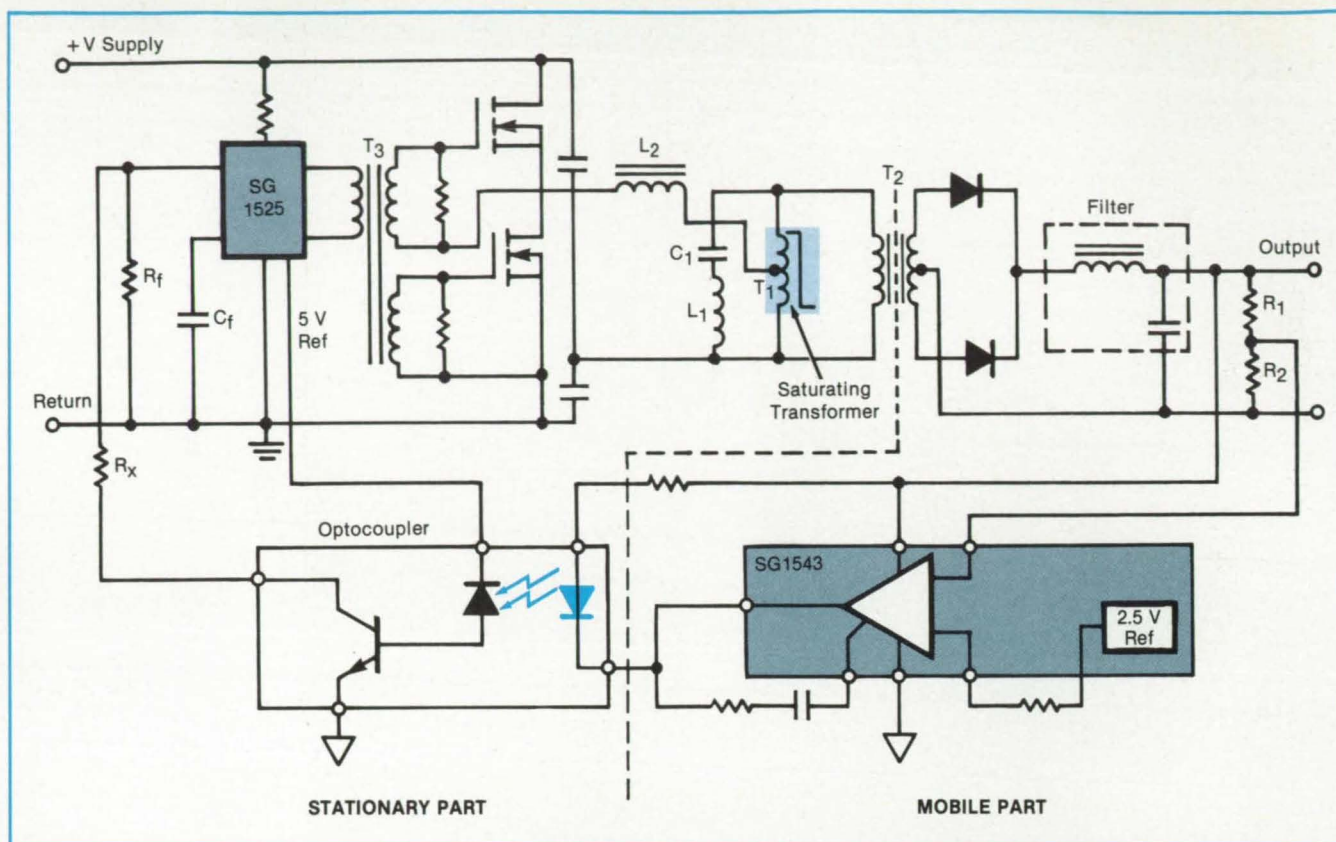 +V Supply
SG
1525
T3
L2
T2
Filter
Output
C1
T1
L1
Rf
Cf
5 V
Ref
R1
R2
Saturating
Transformer
Return
Rx
Optocoupler
SG1543
2.5 V
Ref
STATIONARY PART
MOBILE PART